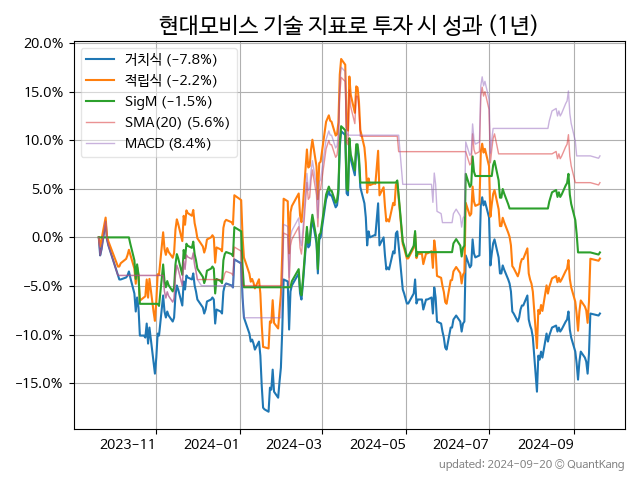 현대모비스 기술 지표로 투자 시 성과 (1년)
20.0%
15.0%
10.0%
5.0%
0.0%
−5.0%
−10.0%
−15.0%
거치식 (−7.8%)
적립식 (−2.2%)
SigM (−1.5%)
SMA(20) (5.6%)
MACD (8.4%)
2023-11
2024-01
2024-03
2024-05
2024-07
2024-09
updated: 2024-09-20 © QuantKang